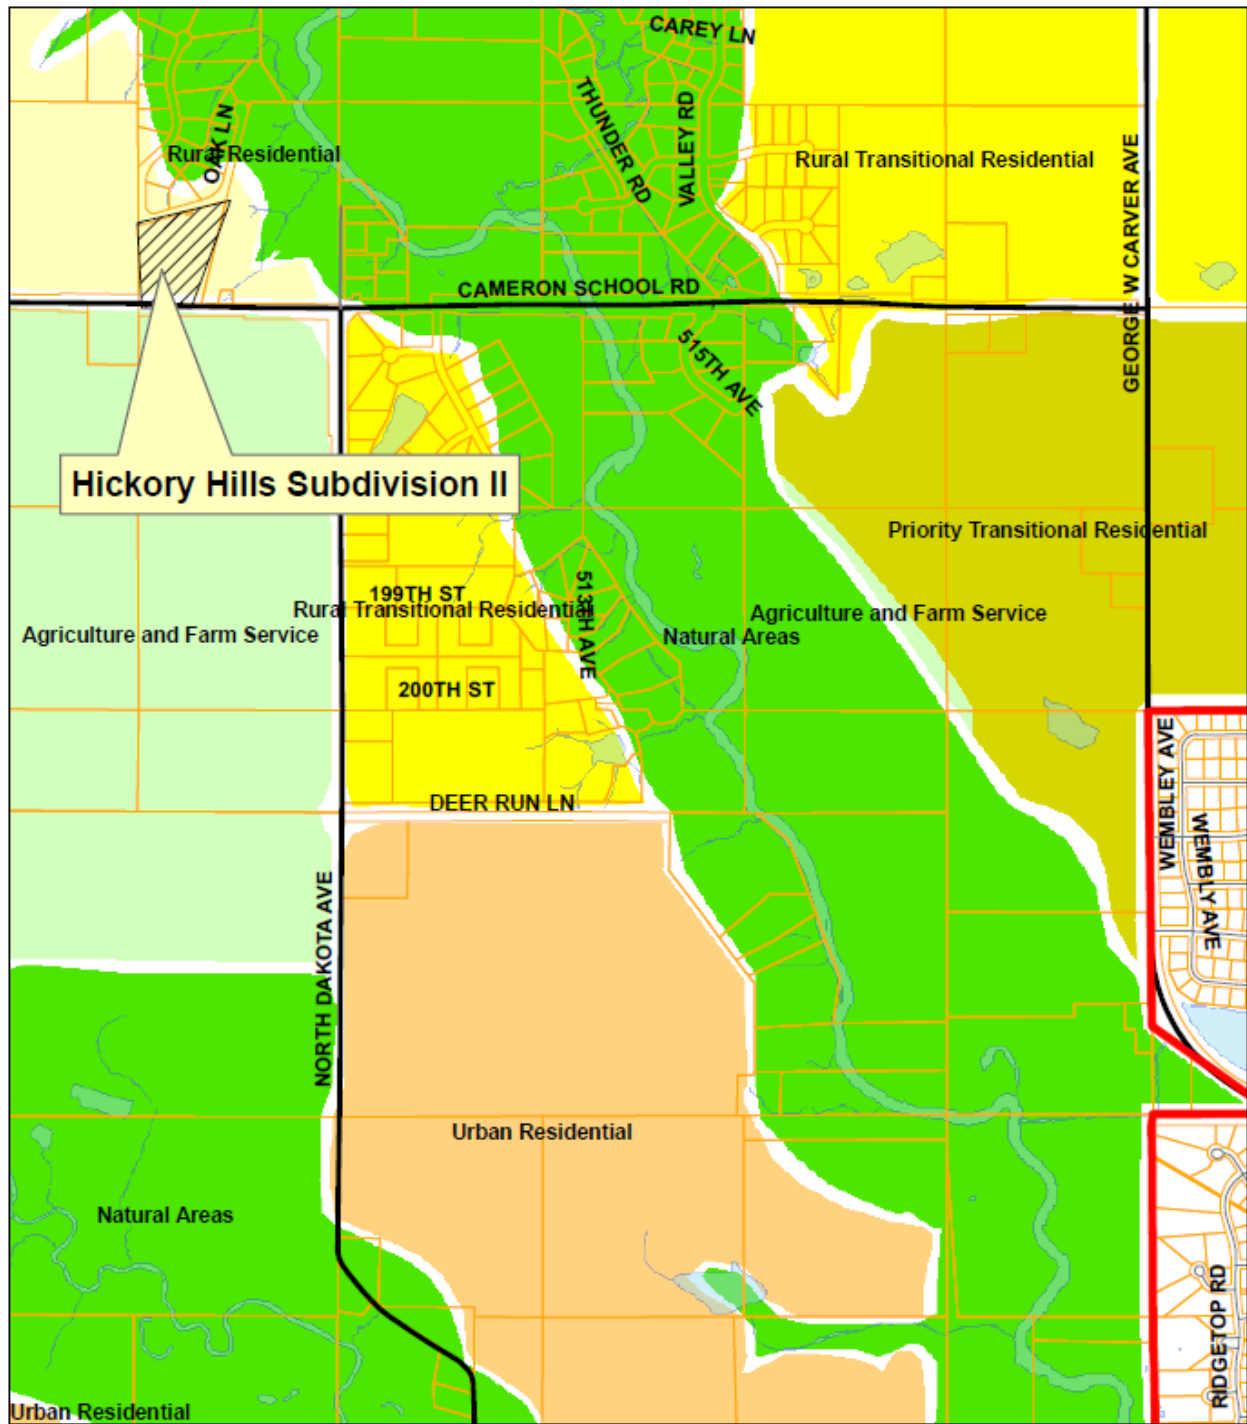 CAREY LN
THUNDER RD
VALLEY RD
OAK LN
Rural Residential
Rural Transitional Residential
GEORGE W CARVER AVE
CAMERON SCHOOL RD
515TH AVE
Hickory Hills Subdivision II
Priority Transitional Residential
199TH ST
Rural Transitional Residential
513TH AVE
Agriculture and Farm Service
Agriculture and Farm Service
Natural Areas
200TH ST
DEER RUN LN
WEMBLEY AVE
WEMBLY AVE
NORTH DAKOTA AVE
Urban Residential
Natural Areas
RIDGETOP RD
Urban Residential